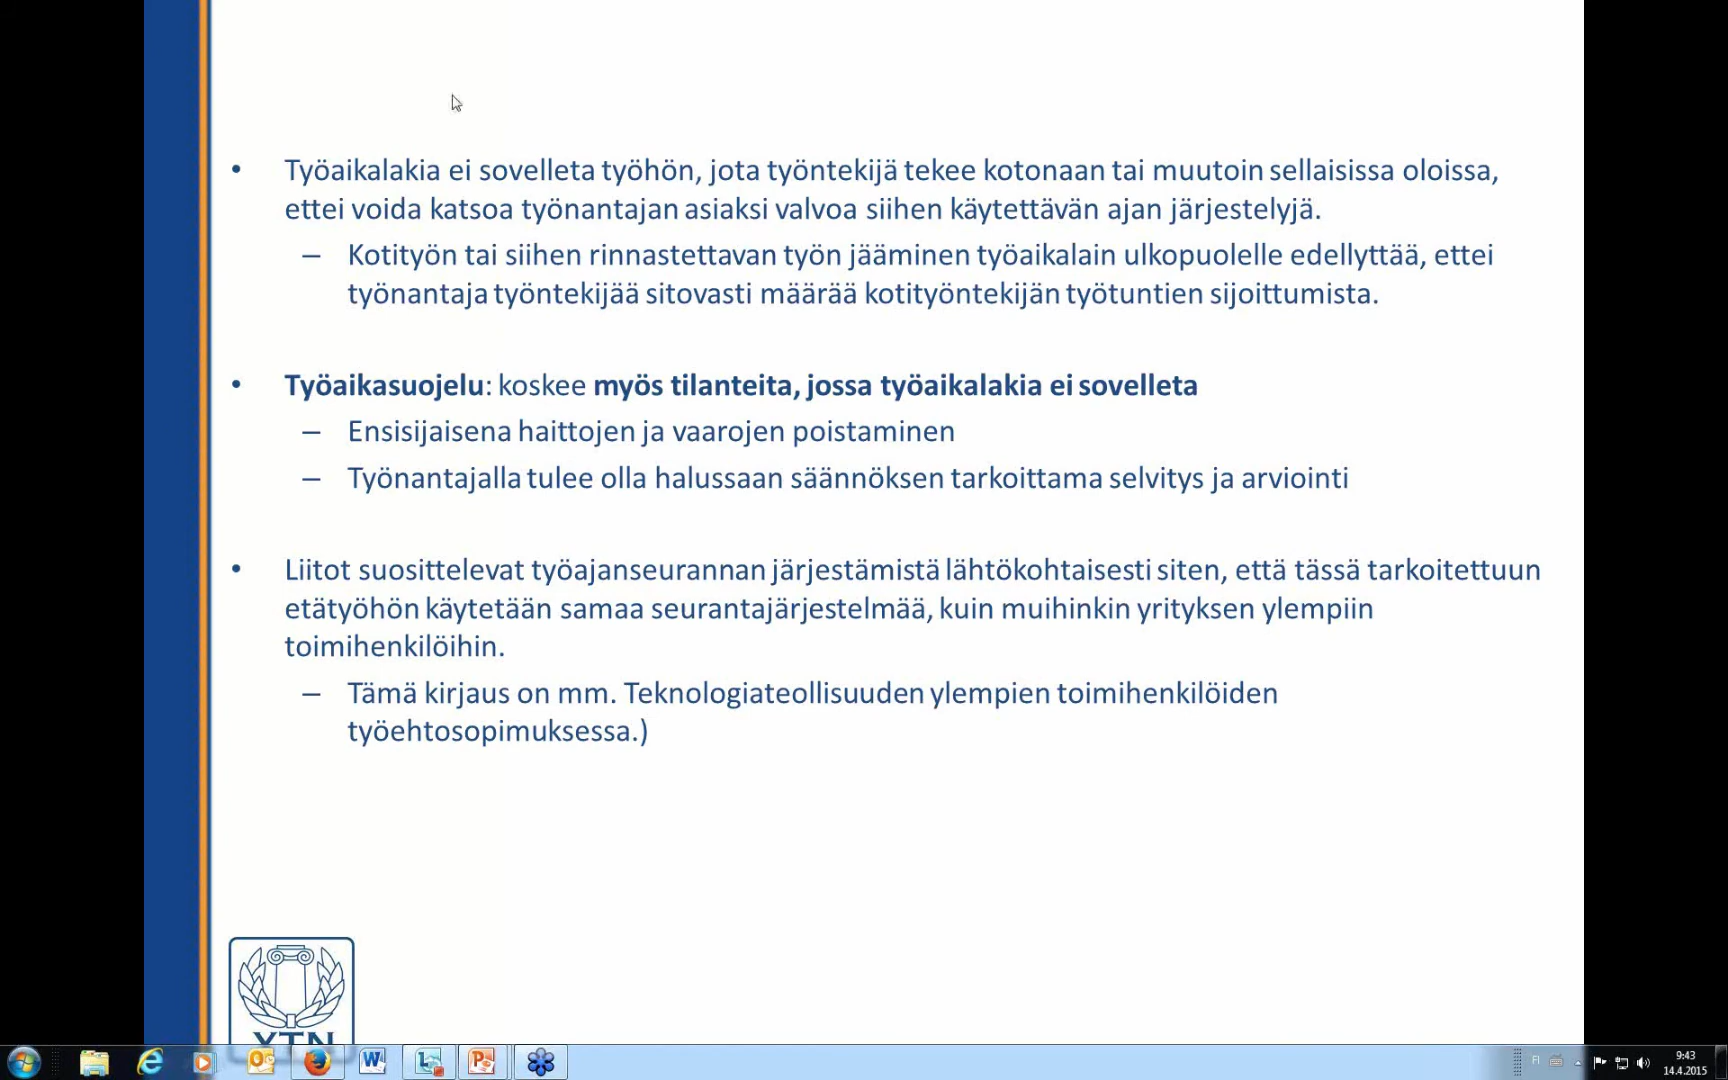 • Työaikalakia ei sovelleta työhön, jota työntekijä tekee kotonaan tai muutoin sellaisissa oloissa,
ettei voida katsoa työnantajan asiaksi valvoa siihen käytettävän ajan järjestelyjä.
– Kotityön tai siihen rinnastettavan työn jääminen työaikalain ulkopuolelle edellyttää, ettei
työnantaja työntekijää sitovasti määrää kotityöntekijän työtuntien sijoittumista.
• Työaikasuojelu: koskee myös tilanteita, jossa työaikalakia ei sovelleta
– Ensisijaisena haittojen ja vaarojen poistaminen
– Työnantajalla tulee olla halussaan säännöksen tarkoittama selvitys ja arviointi
• Liitot suosittelevat työajanseurannan järjestämistä lähtökohtaisesti siten, että tässä tarkoitettuun
etätyöhön käytetään samaa seurantajärjestelmää, kuin muihinkin yrityksen ylempiin
toimihenkilöihin.
– Tämä kirjaus on mm. Teknologiateollisuuden ylempien toimihenkilöiden
työehtosopimuksessa.)
YTN
FI
9:43
14.4.2015